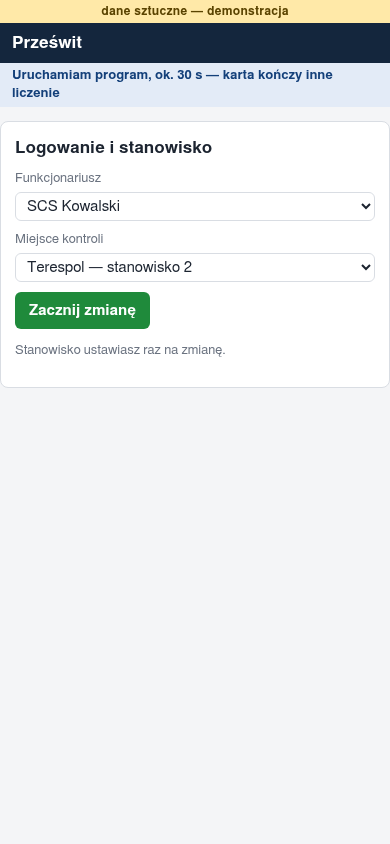 dane sztuczne — demonstracja
Prześwit
Uruchamiam program, ok. 30 s — karta kończy inne
liczenie
Logowanie i stanowisko
Funkcjonariusz
SCS Kowalski
Miejsce kontroli
Terespol — stanowisko 2
Zacznij zmianę
Stanowisko ustawiasz raz na zmianę.